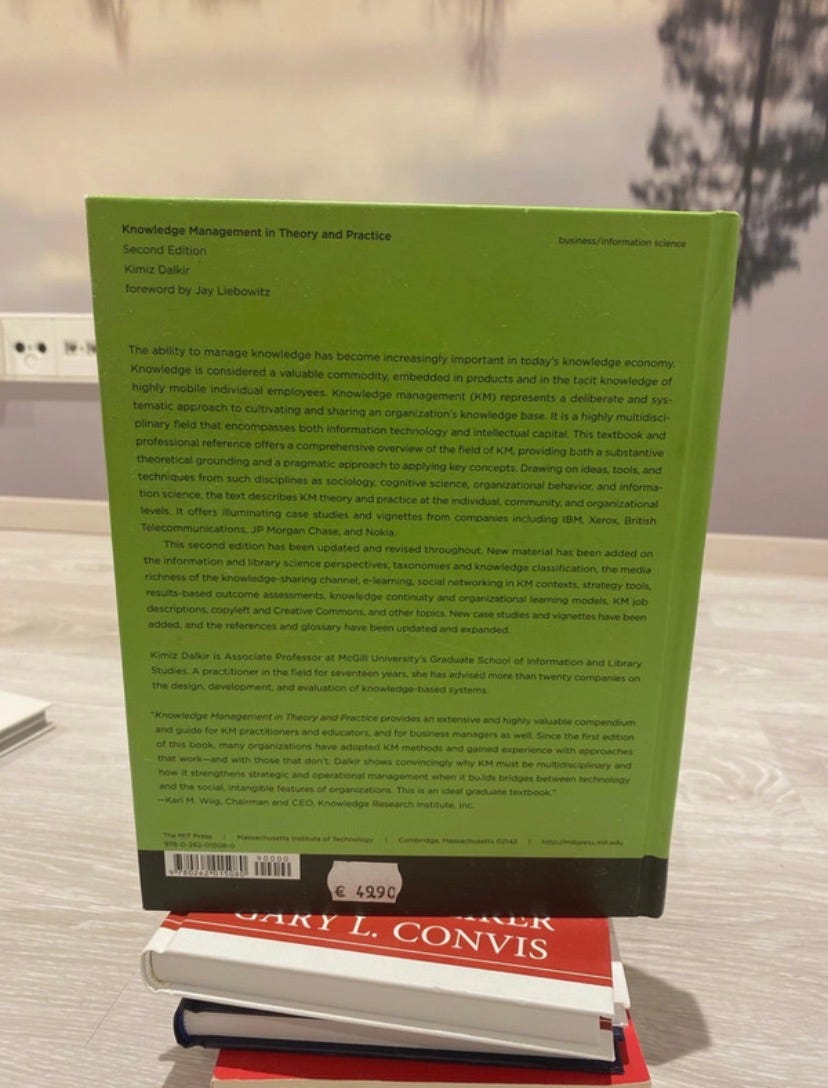 Knowledge Management in Theory and Practice
business/information science
Second Edition
Kimiz Dalkir
foreword by Jay Liebowitz
The ability to manage knowledge has become increasingly important in today's knowledge economy.
Knowledge is considered a valuable commodity, embedded in products and in the tacit knowledge of
highly mobile individual employees. Knowledge management (KM) represents a deliberate and sys-
tematic approach to cultivating and sharing an organization's knowledge base. It is a highly multidisci-
plinary field that encompasses both information technology and intellectual capital. This textbook and
professional reference offers a comprehensive overview of the field of KM, providing both a substantive
theoretical grounding and a pragmatic approach to applying key concepts. Drawing on ideas, tools, and
techniques from such disciplines as sociology, cognitive science, organizational behavior, and informa-
tion science, the text describes KM theory and practice at the individual, community, and organizational
levels. It offers illuminating case studies and vignettes from companies including IBM, Xerox, British
Telecommunications, JP Morgan Chase, and Nokia.
This second edition has been updated and revised throughout. New material has been added on
the information and library science perspectives, taxonomies and knowledge classification, the media
richness of the knowledge-sharing channel, e-learning, social networking in KM contexts, strategy tools,
results-based outcome assessments, knowledge continuity and organizational learning models, KM job
descriptions, copyleft and Creative Commons, and other topics. New case studies and vignettes have been
added, and the references and glossary have been updated and expanded.
Kimiz Dalkir is Associate Professor at McGill University's Graduate School of Information and Library
Studies. A practitioner in the field for seventeen years, she has advised more than twenty companies on
the design, development, and evaluation of knowledge-based systems.
"Knowledge Management in Theory and Practice provides an extensive and highly valuable compendium
and guide for KM practitioners and educators, and for business managers as well. Since the first edition
of this book, many organizations have adopted KM methods and gained experience with approaches
that work—and with those that don't. Dalkir shows convincingly why KM must be multidisciplinary and
how it strengthens strategic and operational management when it builds bridges between technology
and the social, intangible features of organizations. This is an ideal graduate textbook."
—Karl M. Wiig, Chairman and CEO, Knowledge Research Institute, Inc.
The MIT Press | Massachusetts Institute of Technology | Cambridge, Massachusetts 02142 | http://mitpress.mit.edu
978-0-262-01508-0
90000
9 780262 015080
€ 4990
GARY L. CONVIS